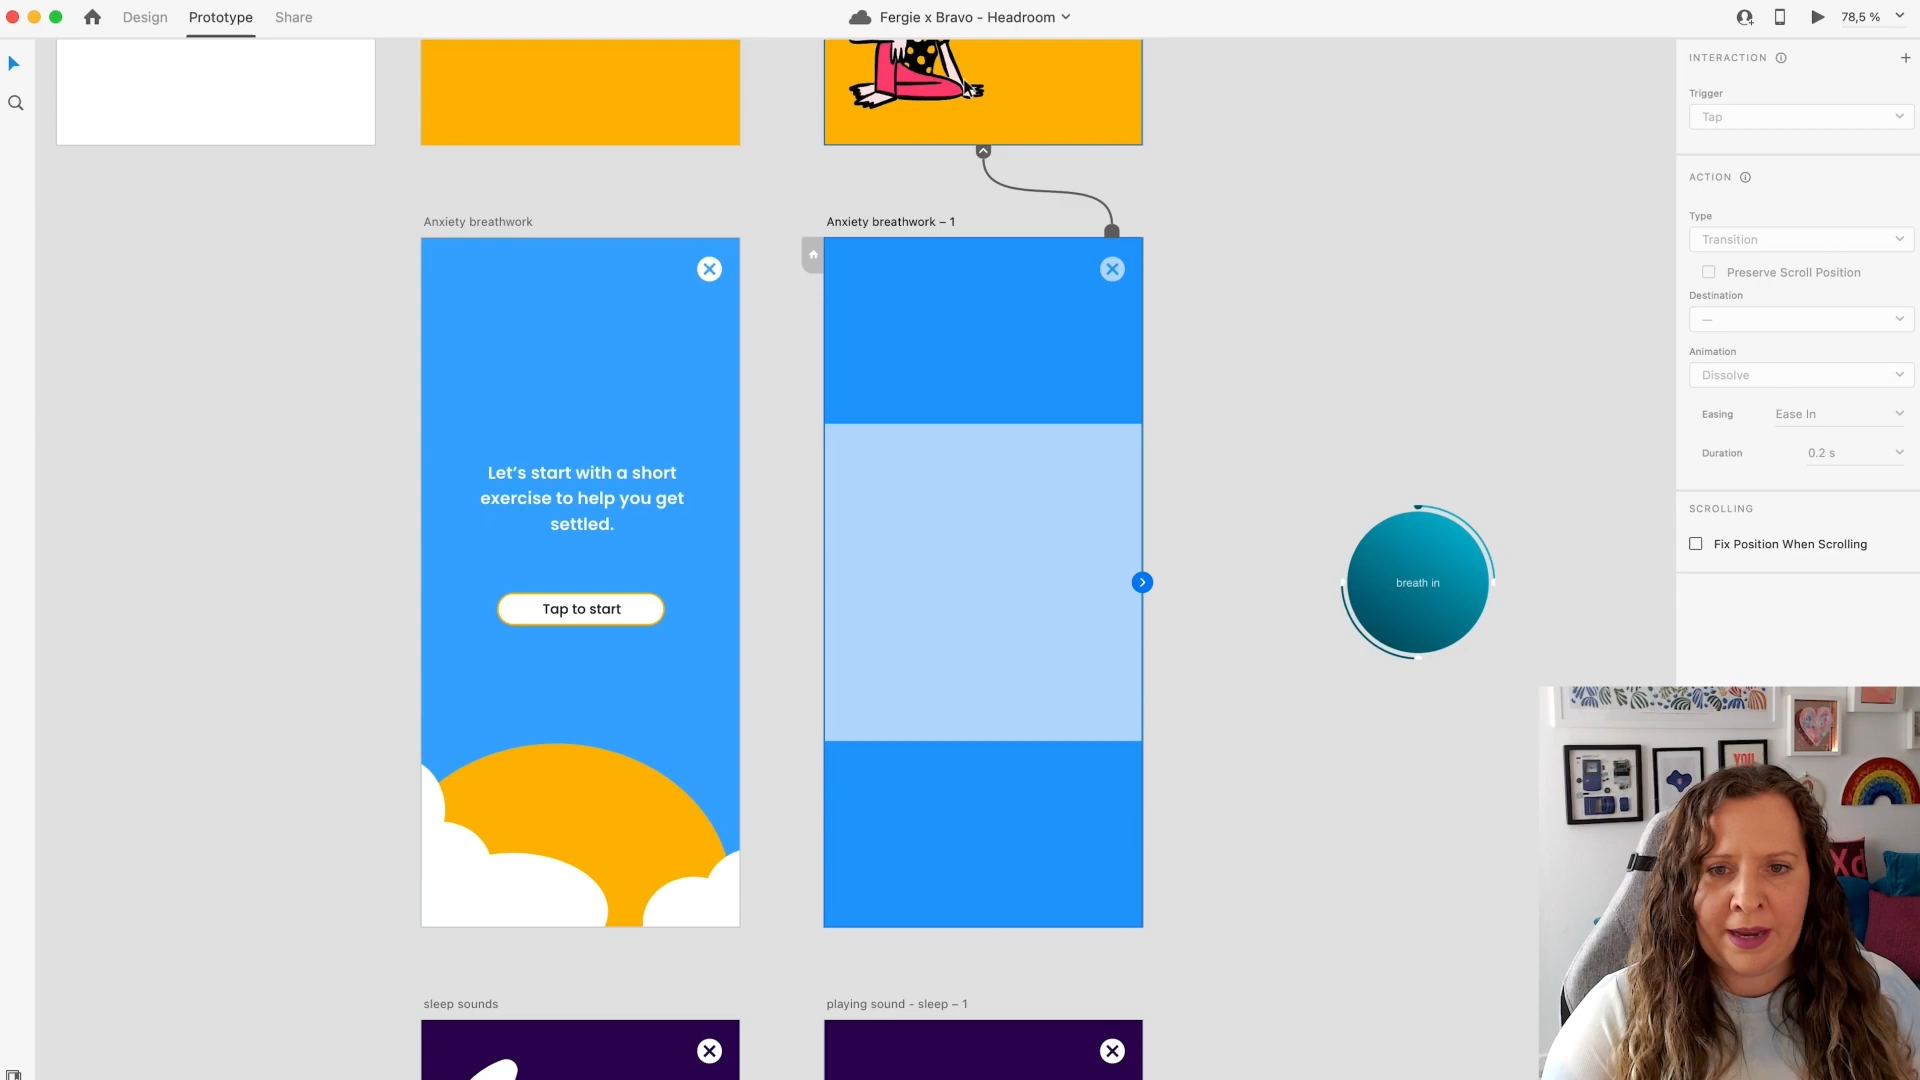 Design
Prototype
Share
Fergie x Bravo - Headroom
78,5 %
INTERACTION
Trigger
Tap
ACTION
Type
Transition
Preserve Scroll Position
Destination
—
Animation
Dissolve
Easing
Ease In
Duration
0.2 s
SCROLLING
Fix Position When Scrolling
Anxiety breathwork
Anxiety breathwork – 1
Let’s start with a short
exercise to help you get
settled.
Tap to start
breath in
YOU
Xd
sleep sounds
playing sound - sleep – 1